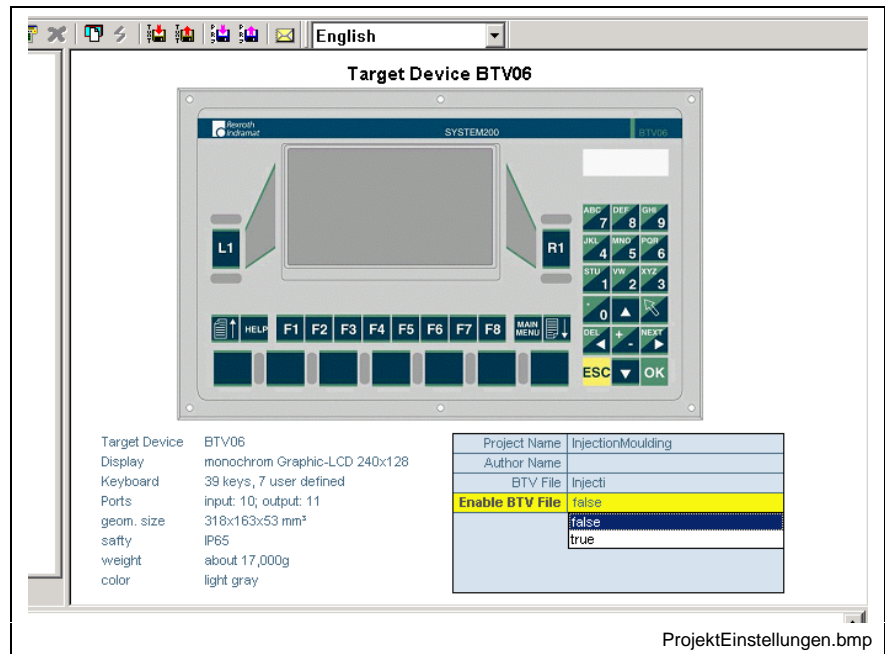 English
Target Device BTV06
Rexroth
Indramat
SYSTEM200
BTV06
L1
R1
ABC 7 DEF 8 GHI 9
JKL 4 MNO 5 PQR 6
STU 1 VW 2 XYZ 3
. 0
DEL + - NEXT
ESC OK
HELP F1 F2 F3 F4 F5 F6 F7 F8 MAIN MENU
Target Device BTV06
Display monochrom Graphic-LCD 240x128
Keyboard 39 keys, 7 user defined
Ports input: 10; output: 11
geom. size 318x163x53 mm³
safty IP65
weight about 17,000g
color light gray
Project Name InjectionMoulding
Author Name
BTV File Injecti
Enable BTV File false
false
true
ProjektEinstellungen.bmp